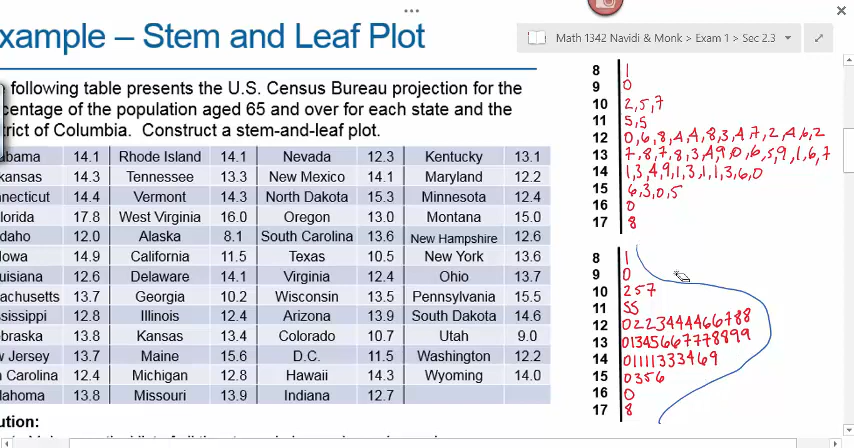 xample – Stem and Leaf Plot
Math 1342 Navidi & Monk > Exam 1 > Sec 2.3
following table presents the U.S. Census Bureau projection for the
centage of the population aged 65 and over for each state and the
trict of Columbia. Construct a stem-and-leaf plot.
bama 14.1 Rhode Island 14.1 Nevada 12.3 Kentucky 13.1
kansas 14.3 Tennessee 13.3 New Mexico 14.1 Maryland 12.2
nnecticut 14.4 Vermont 14.3 North Dakota 15.3 Minnesota 12.4
lorida 17.8 West Virginia 16.0 Oregon 13.0 Montana 15.0
daho 12.0 Alaska 8.1 South Carolina 13.6 New Hampshire 12.6
owa 14.9 California 11.5 Texas 10.5 New York 13.6
uisiana 12.6 Delaware 14.1 Virginia 12.4 Ohio 13.7
sachusetts 13.7 Georgia 10.2 Wisconsin 13.5 Pennsylvania 15.5
sissippi 12.8 Illinois 12.4 Arizona 13.9 South Dakota 14.6
ebraska 13.8 Kansas 13.4 Colorado 10.7 Utah 9.0
w Jersey 13.7 Maine 15.6 D.C. 11.5 Washington 12.2
h Carolina 12.4 Michigan 12.8 Hawaii 14.3 Wyoming 14.0
lahoma 13.8 Missouri 13.9 Indiana 12.7
ution:
8 1
9 0
10 2,5,7
11 5,5
12 0,6,8,4,4,8,3,4,7,2,4,6,2
13 7,8,7,8,3,4,9,0,6,5,9,1,6,7
14 1,3,4,9,1,3,1,1,3,6,0
15 6,3,0,5
16 0
17 8
8 1
9 0
10 257
11 55
12 0223444466788
13 01345667778899
14 01111333469
15 0356
16 0
17 8